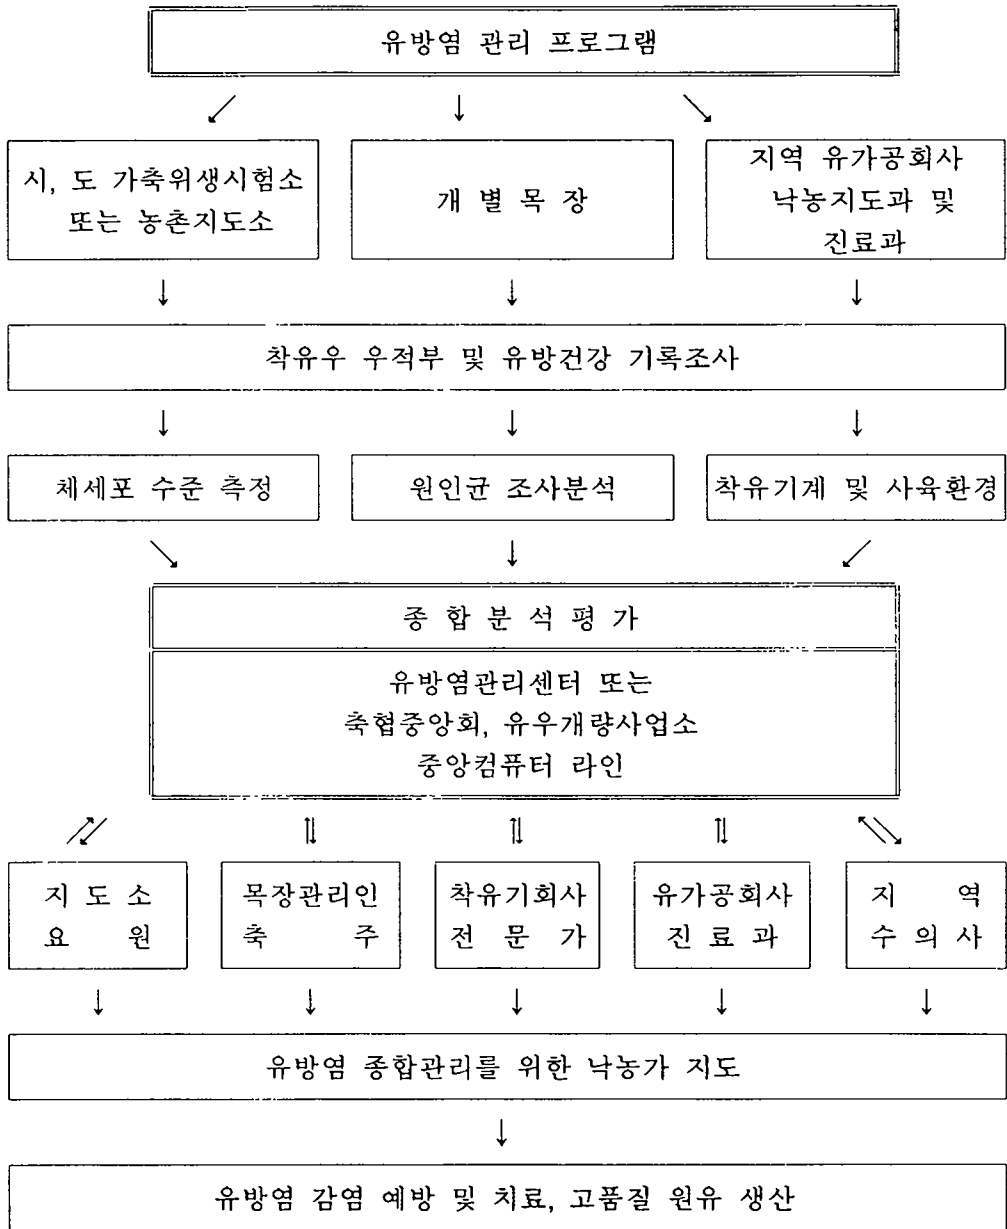 유방염 관리 프로그램
시, 도 가축위생시험소
또는 농촌지도소
개 별 목 장
지역 유가공회사
낙농지도과 및
진료과
착유우 우적부 및 유방건강 기록조사
체세포 수준 측정
원인균 조사분석
착유기계 및 사육환경
종 합 분 석 평 가
유방염관리센터 또는
축협중앙회, 유우개량사업소
중앙컴퓨터 라인
지 도 소
요 원
목장관리인
축 주
착유기회사
전 문 가
유가공회사
진 료 과
지 역
수 의 사
유방염 종합관리를 위한 낙농가 지도
유방염 감염 예방 및 치료, 고품질 원유 생산